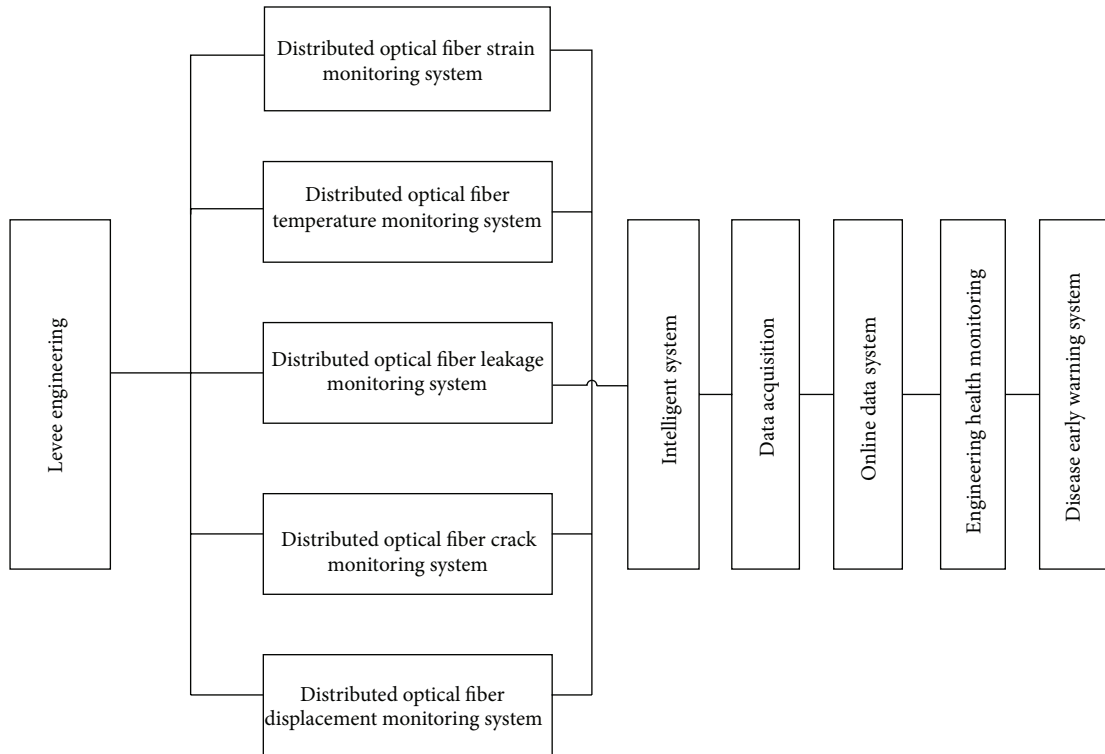 Levee engineering
Distributed optical fiber strain
monitoring system
Distributed optical fiber
temperature monitoring system
Distributed optical fiber leakage
monitoring system
Distributed optical fiber crack
monitoring system
Distributed optical fiber
displacement monitoring system
Intelligent system
Data acquisition
Online data system
Engineering health monitoring
Disease early warning system